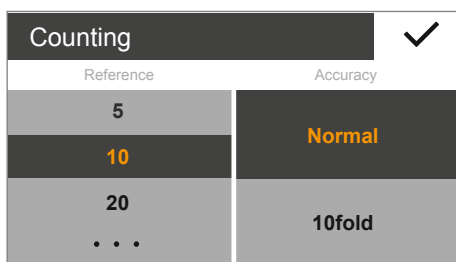 Counting
Reference Accuracy
5
10
20
. . .
Normal
10fold